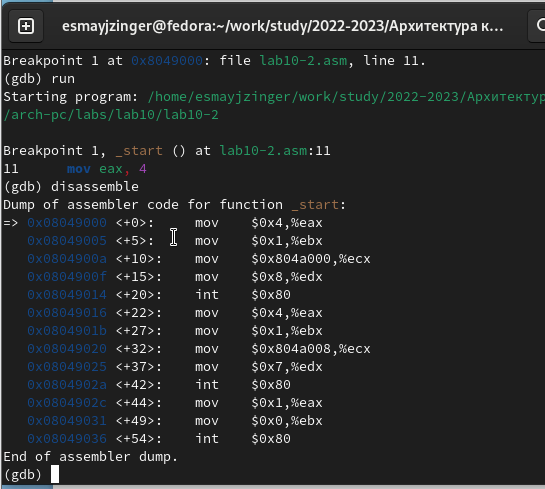 esmayjzinger@fedora:~/work/study/2022-2023/Архитектура к...
Breakpoint 1 at 0x8049000: file lab10-2.asm, line 11.
(gdb) run
Starting program: /home/esmayjzinger/work/study/2022-2023/Архитектур
/arch-pc/labs/lab10/lab10-2
Breakpoint 1, _start () at lab10-2.asm:11
11      mov eax, 4
(gdb) disassemble
Dump of assembler code for function _start:
=> 0x08049000 <+0>:     mov    $0x4,%eax
   0x08049005 <+5>:     mov    $0x1,%ebx
   0x0804900a <+10>:    mov    $0x804a000,%ecx
   0x0804900f <+15>:    mov    $0x8,%edx
   0x08049014 <+20>:    int    $0x80
   0x08049016 <+22>:    mov    $0x4,%eax
   0x0804901b <+27>:    mov    $0x1,%ebx
   0x08049020 <+32>:    mov    $0x804a008,%ecx
   0x08049025 <+37>:    mov    $0x7,%edx
   0x0804902a <+42>:    int    $0x80
   0x0804902c <+44>:    mov    $0x1,%eax
   0x08049031 <+49>:    mov    $0x0,%ebx
   0x08049036 <+54>:    int    $0x80
End of assembler dump.
(gdb)